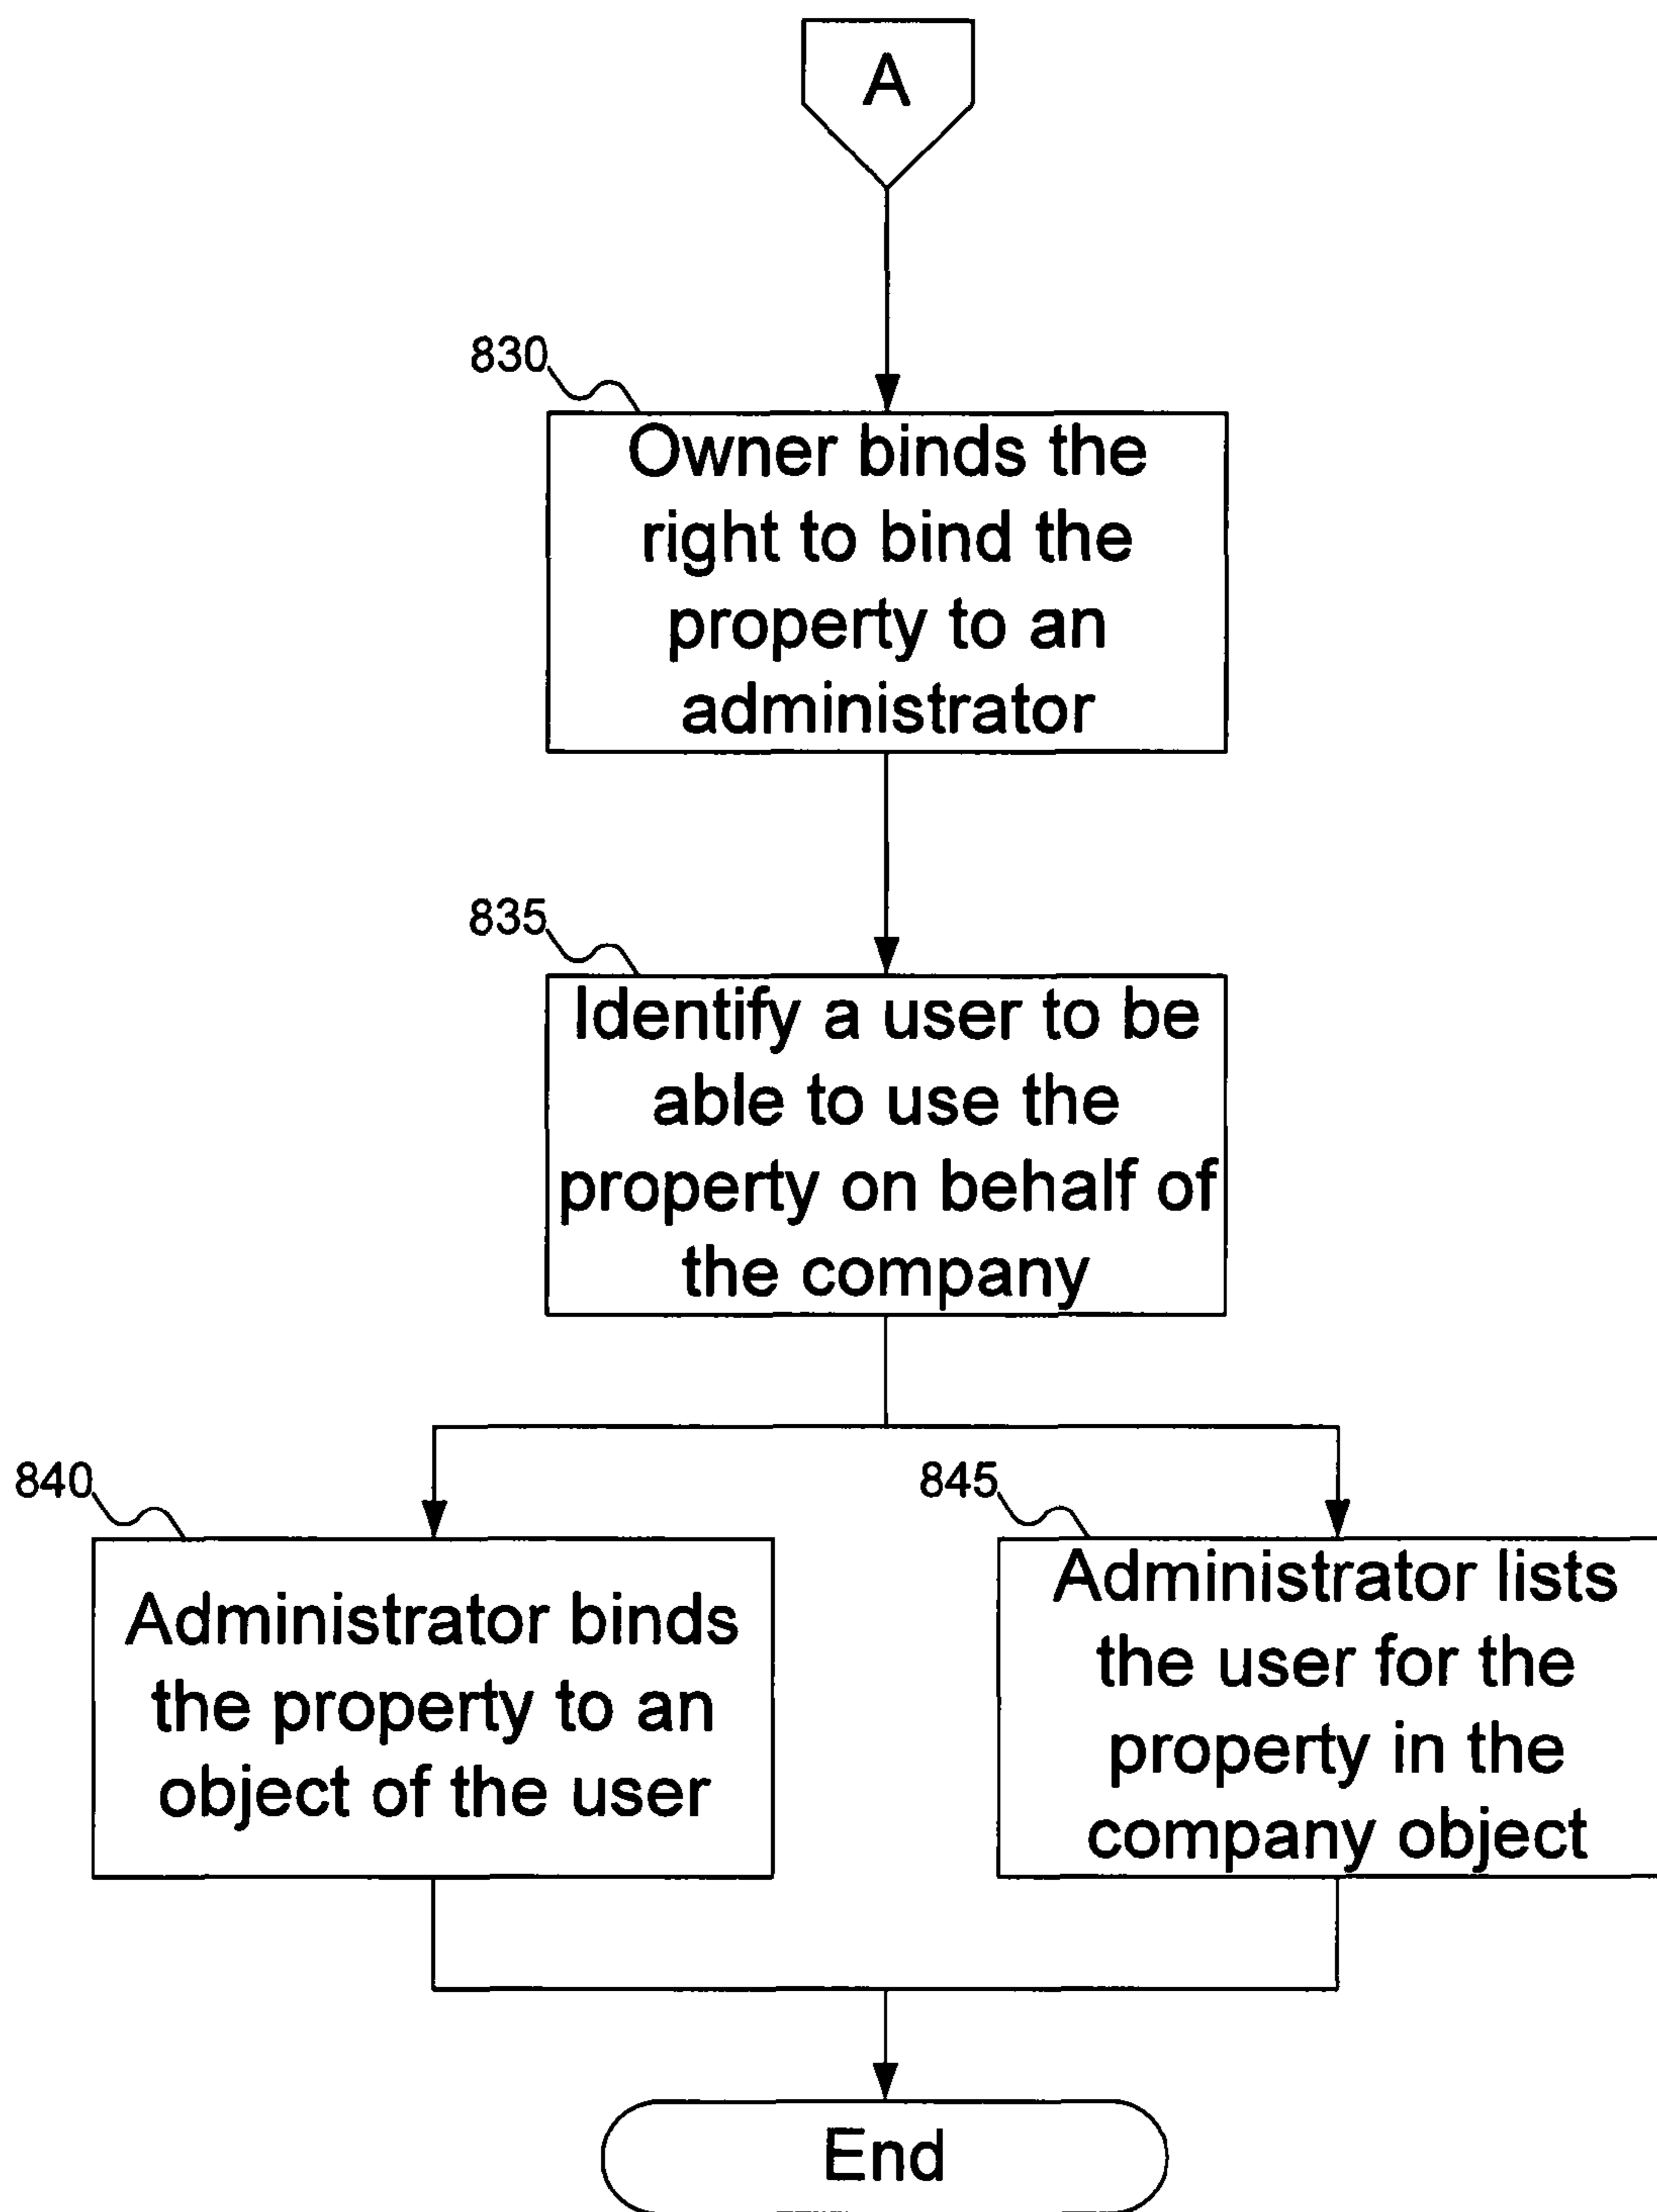 A
830
Owner binds the
right to bind the
property to an
administrator
835
Identify a user to be
able to use the
property on behalf of
the company
840
Administrator binds
the property to an
object of the user
845
Administrator lists
the user for the
property in the
company object
End